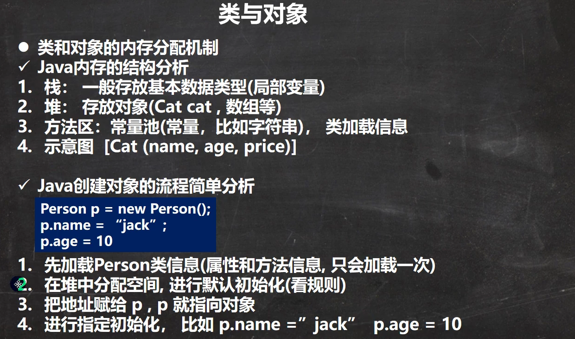 类与对象
● 类和对象的内存分配机制
✓ Java内存的结构分析
1. 栈： 一般存放基本数据类型(局部变量)
2. 堆： 存放对象(Cat cat , 数组等)
3. 方法区：常量池(常量，比如字符串)， 类加载信息
4. 示意图 [Cat (name, age, price)]
✓ Java创建对象的流程简单分析
Person p = new Person();
p.name = “jack”;
p.age = 10
1. 先加载Person类信息(属性和方法信息, 只会加载一次)
2. 在堆中分配空间, 进行默认初始化(看规则)
3. 把地址赋给 p , p 就指向对象
4. 进行指定初始化， 比如 p.name =”jack” p.age = 10